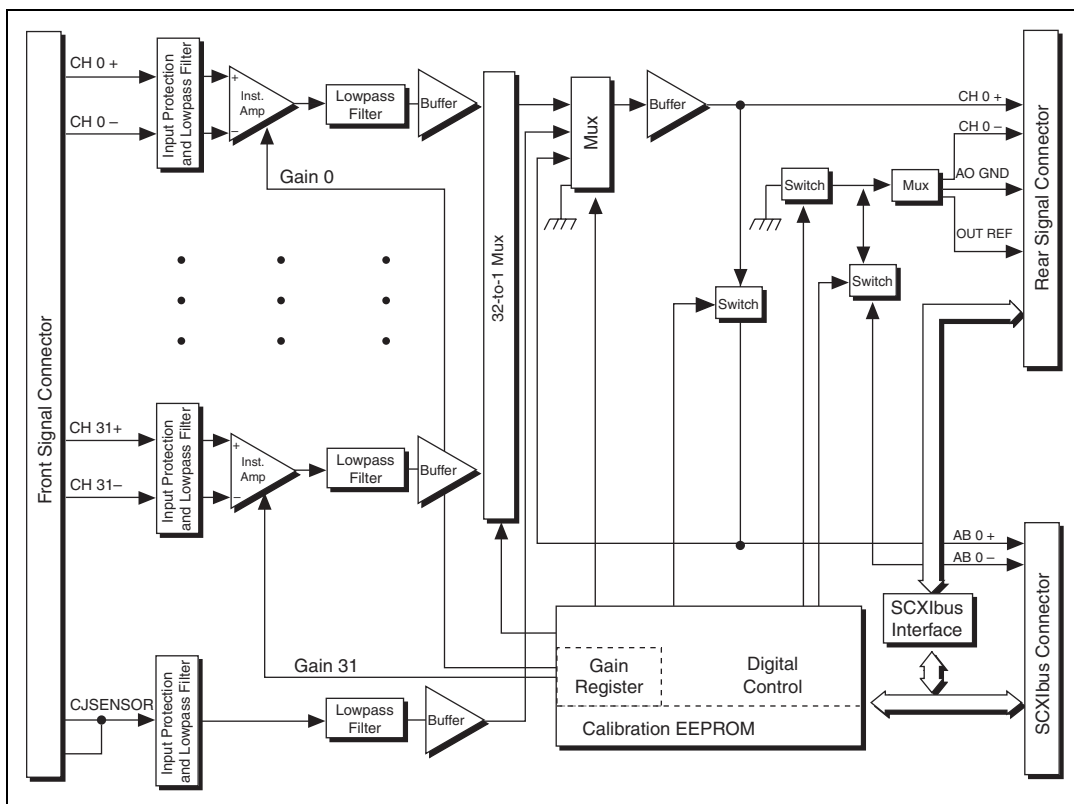 Front Signal Connector
CH 0 +
CH 0 –
Input Protection
and Lowpass Filter
+
–
Inst.
Amp
Lowpass
Filter
Buffer
Gain 0
32-to-1 Mux
Mux
Buffer
Switch
Mux
Switch
Switch
CH 0 +
CH 0 –
AO GND
OUT REF
Rear Signal Connector
CH 31+
CH 31–
Input Protection
and Lowpass Filter
+
–
Inst.
Amp
Lowpass
Filter
Buffer
Gain 31
AB 0 +
AB 0 –
SCXIbus
Interface
SCXIbus Connector
Gain
Register
Digital
Control
Calibration EEPROM
CJSENSOR
Input Protection
and Lowpass Filter
Lowpass
Filter
Buffer